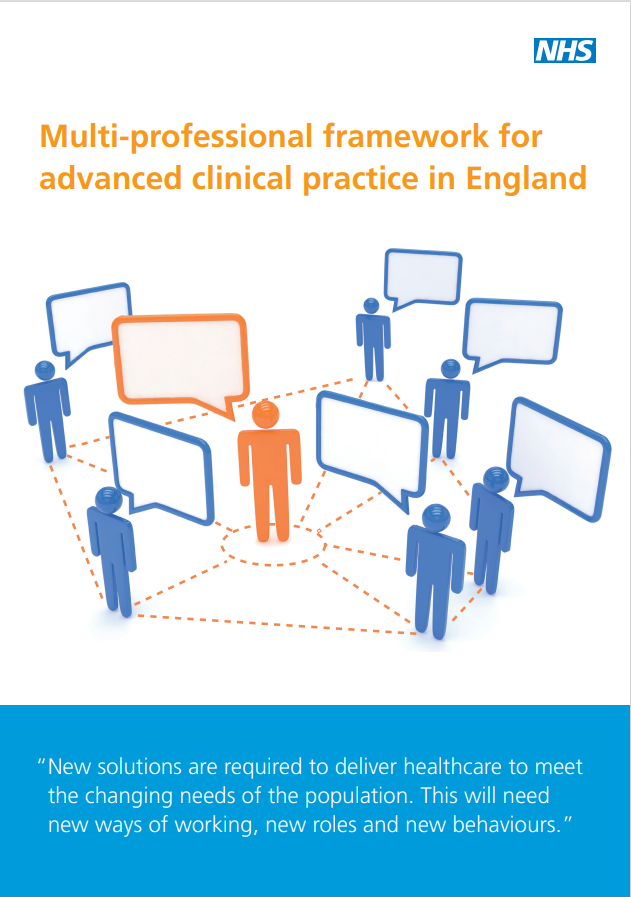 NHS
Multi-professional framework for
advanced clinical practice in England
“New solutions are required to deliver healthcare to meet
the changing needs of the population. This will need
new ways of working, new roles and new behaviours.”